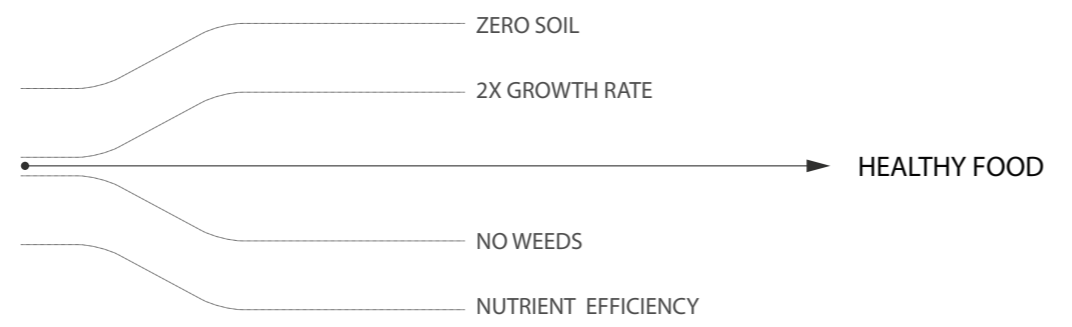 ZERO SOIL
2X GROWTH RATE
HEALTHY FOOD
NO WEEDS
NUTRIENT EFFICIENCY